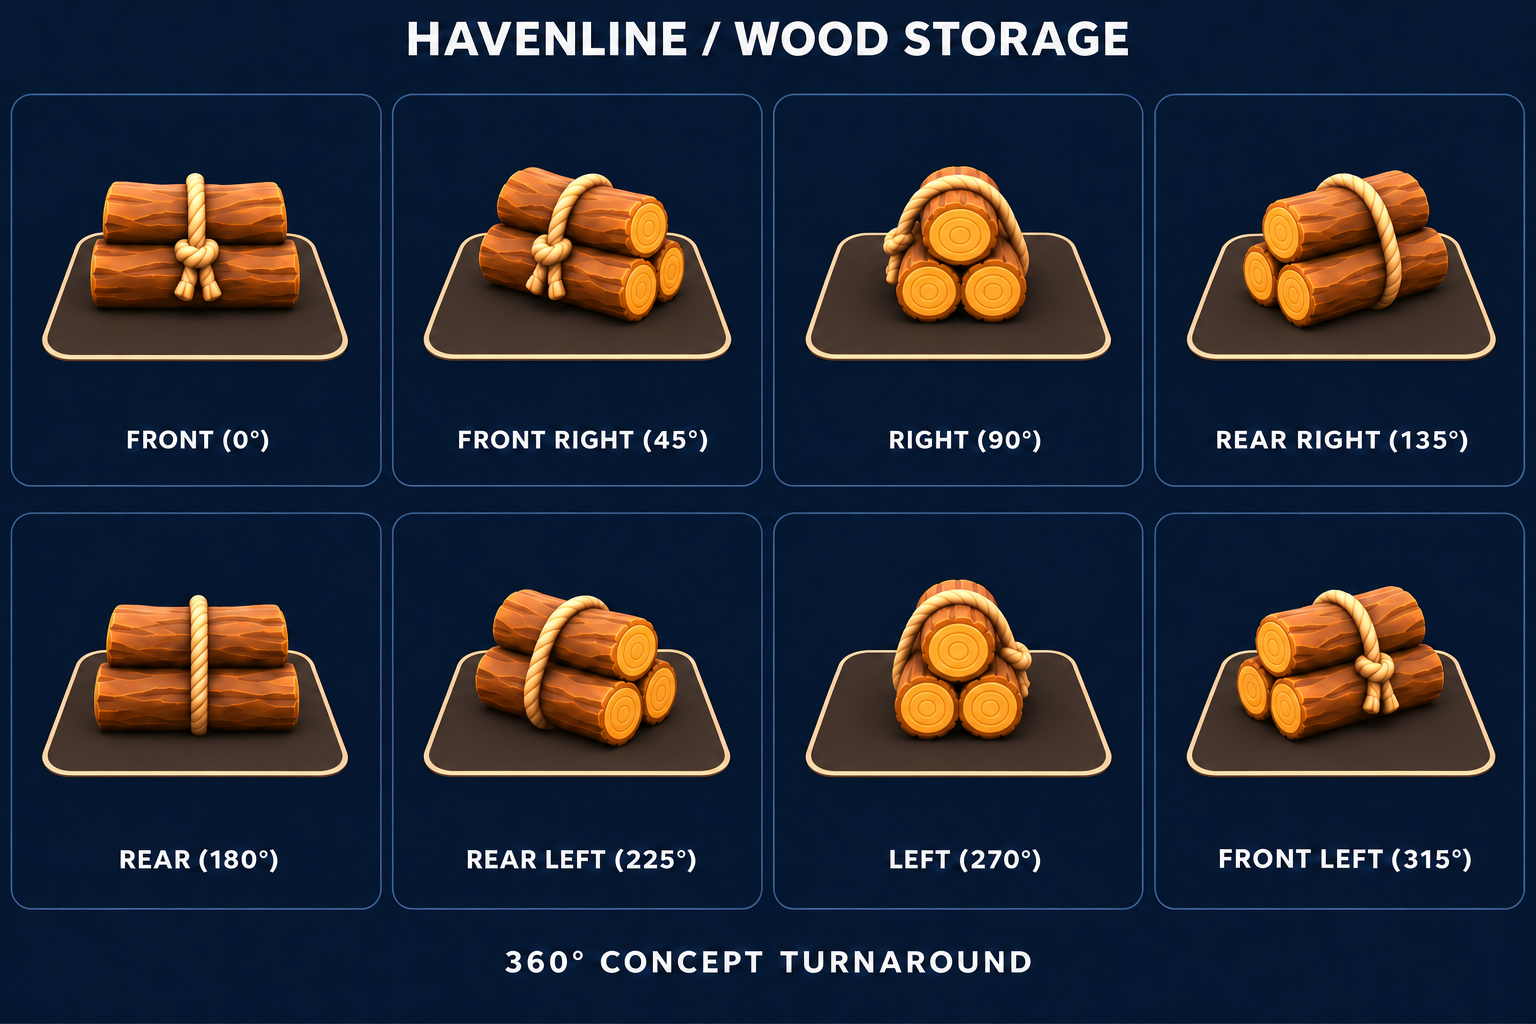 HAVENLINE / WOOD STORAGE
FRONT (0°)
FRONT RIGHT (45°)
RIGHT (90°)
REAR RIGHT (135°)
REAR (180°)
REAR LEFT (225°)
LEFT (270°)
FRONT LEFT (315°)
360° CONCEPT TURNAROUND